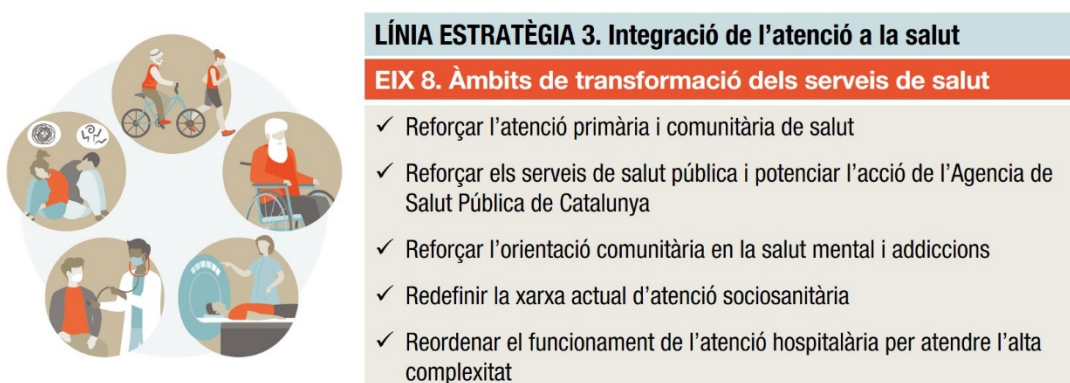 LÍNIA ESTRATÈGIA 3. Integració de l'atenció a la salut
EIX 8. Àmbits de transformació dels serveis de salut
✓ Reforçar l'atenció primària i comunitària de salut
✓ Reforçar els serveis de salut pública i potenciar l'acció de l'Agencia de
Salut Pública de Catalunya
✓ Reforçar l'orientació comunitària en la salut mental i addiccions
✓ Redefinir la xarxa actual d'atenció sociosanitària
✓ Reordenar el funcionament de l'atenció hospitalària per atendre l'alta
complexitat